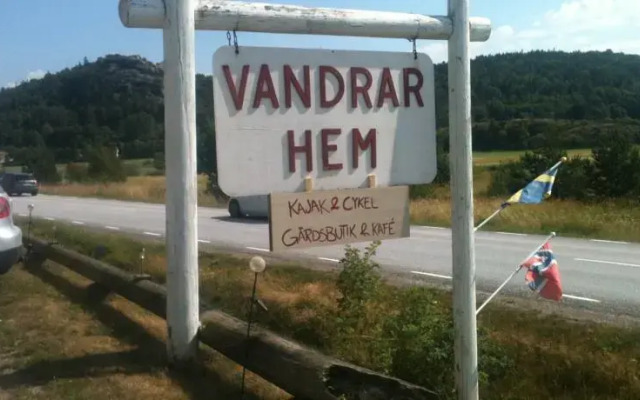 VANDRAR
HEM
KAJAK & CYKEL
GÅRDSBUTIK & KAFÉ